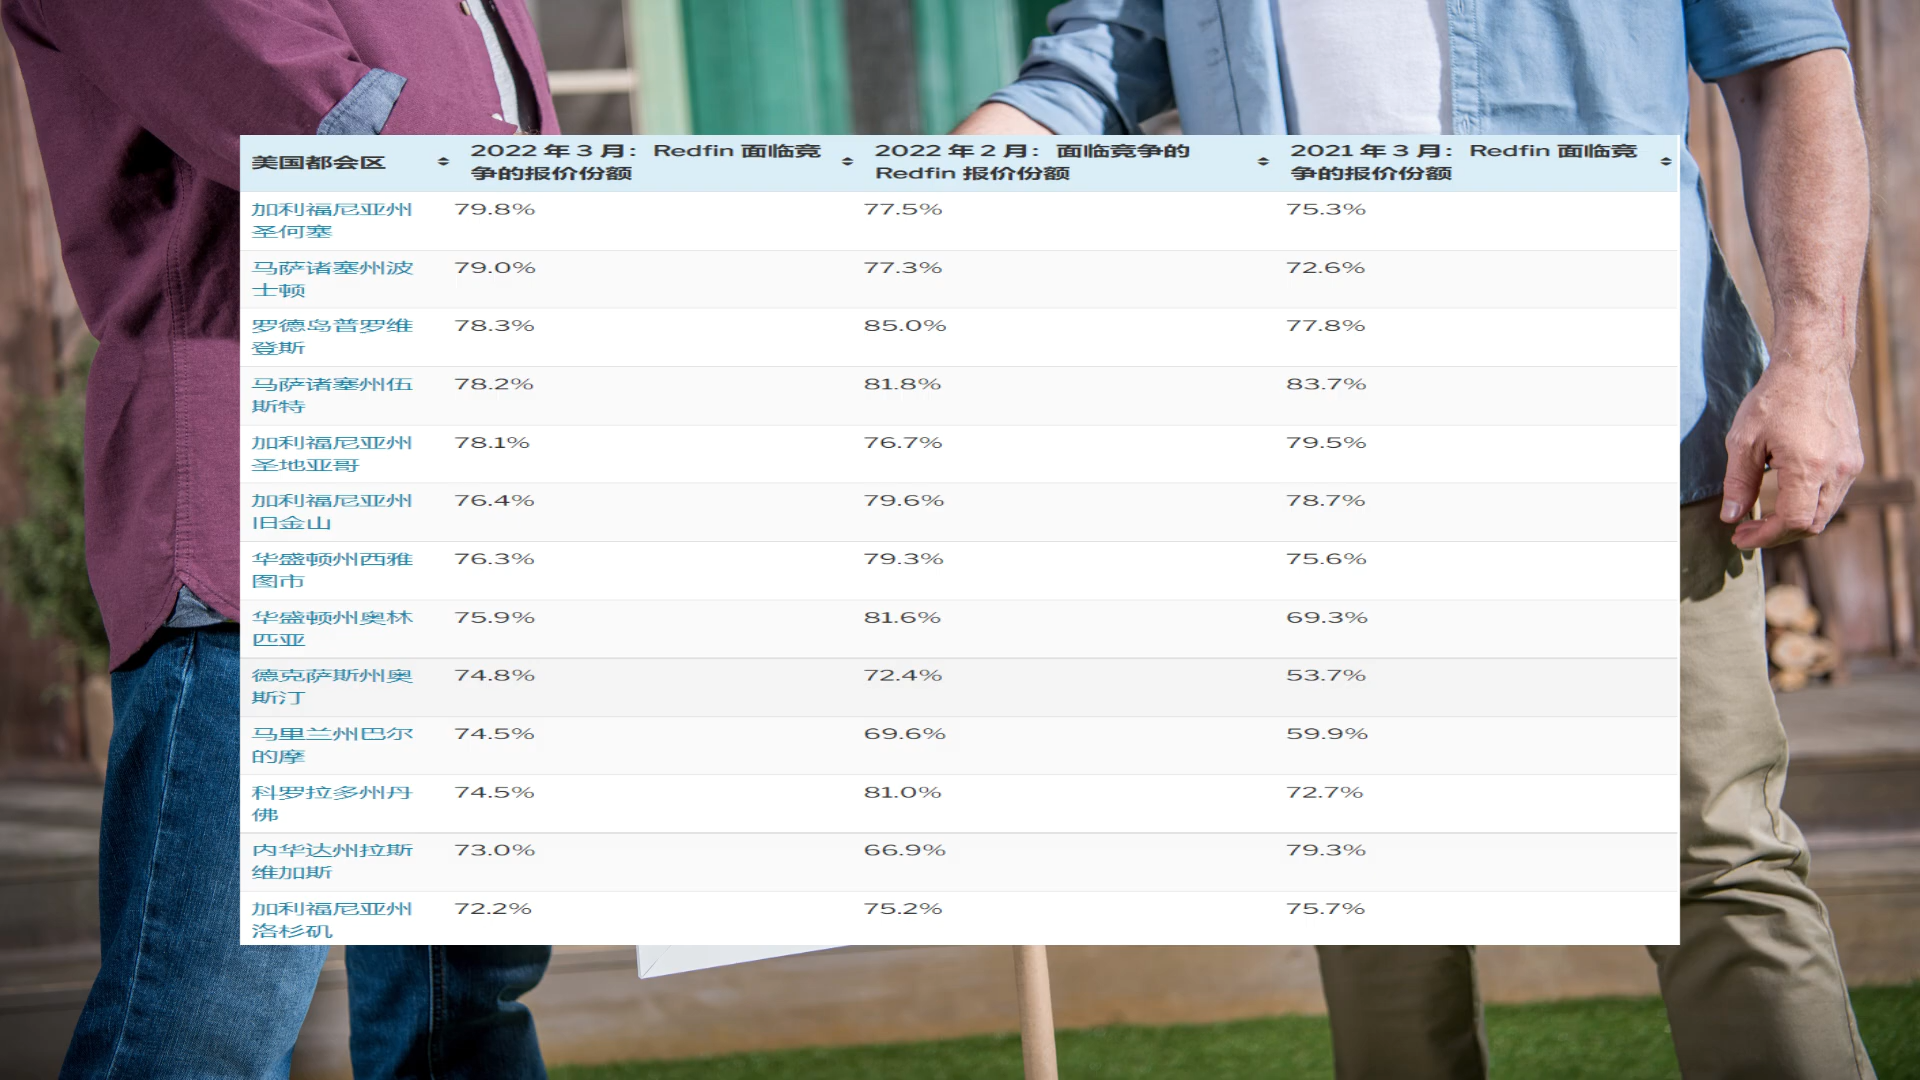 美国都会区
2022 年 3 月： Redfin 面临竞
争的报价份额
2022 年 2 月： 面临竞争的
Redfin 报价份额
2021 年 3 月： Redfin 面临竞
争的报价份额
加利福尼亚州
圣何塞
79.8%
77.5%
75.3%
马萨诸塞州波
士顿
79.0%
77.3%
72.6%
罗德岛普罗维
登斯
78.3%
85.0%
77.8%
马萨诸塞州伍
斯特
78.2%
81.8%
83.7%
加利福尼亚州
圣地亚哥
78.1%
76.7%
79.5%
加利福尼亚州
旧金山
76.4%
79.6%
78.7%
华盛顿州西雅
图市
76.3%
79.3%
75.6%
华盛顿州奥林
匹亚
75.9%
81.6%
69.3%
德克萨斯州奥
斯汀
74.8%
72.4%
53.7%
马里兰州巴尔
的摩
74.5%
69.6%
59.9%
科罗拉多州丹
佛
74.5%
81.0%
72.7%
内华达州拉斯
维加斯
73.0%
66.9%
79.3%
加利福尼亚州
洛杉矶
72.2%
75.2%
75.7%